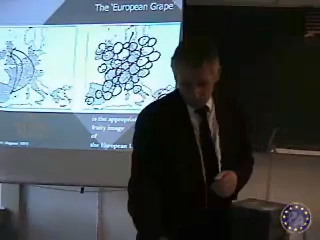 The 'European Grape'
is the appropriate
fruity image
of
the European